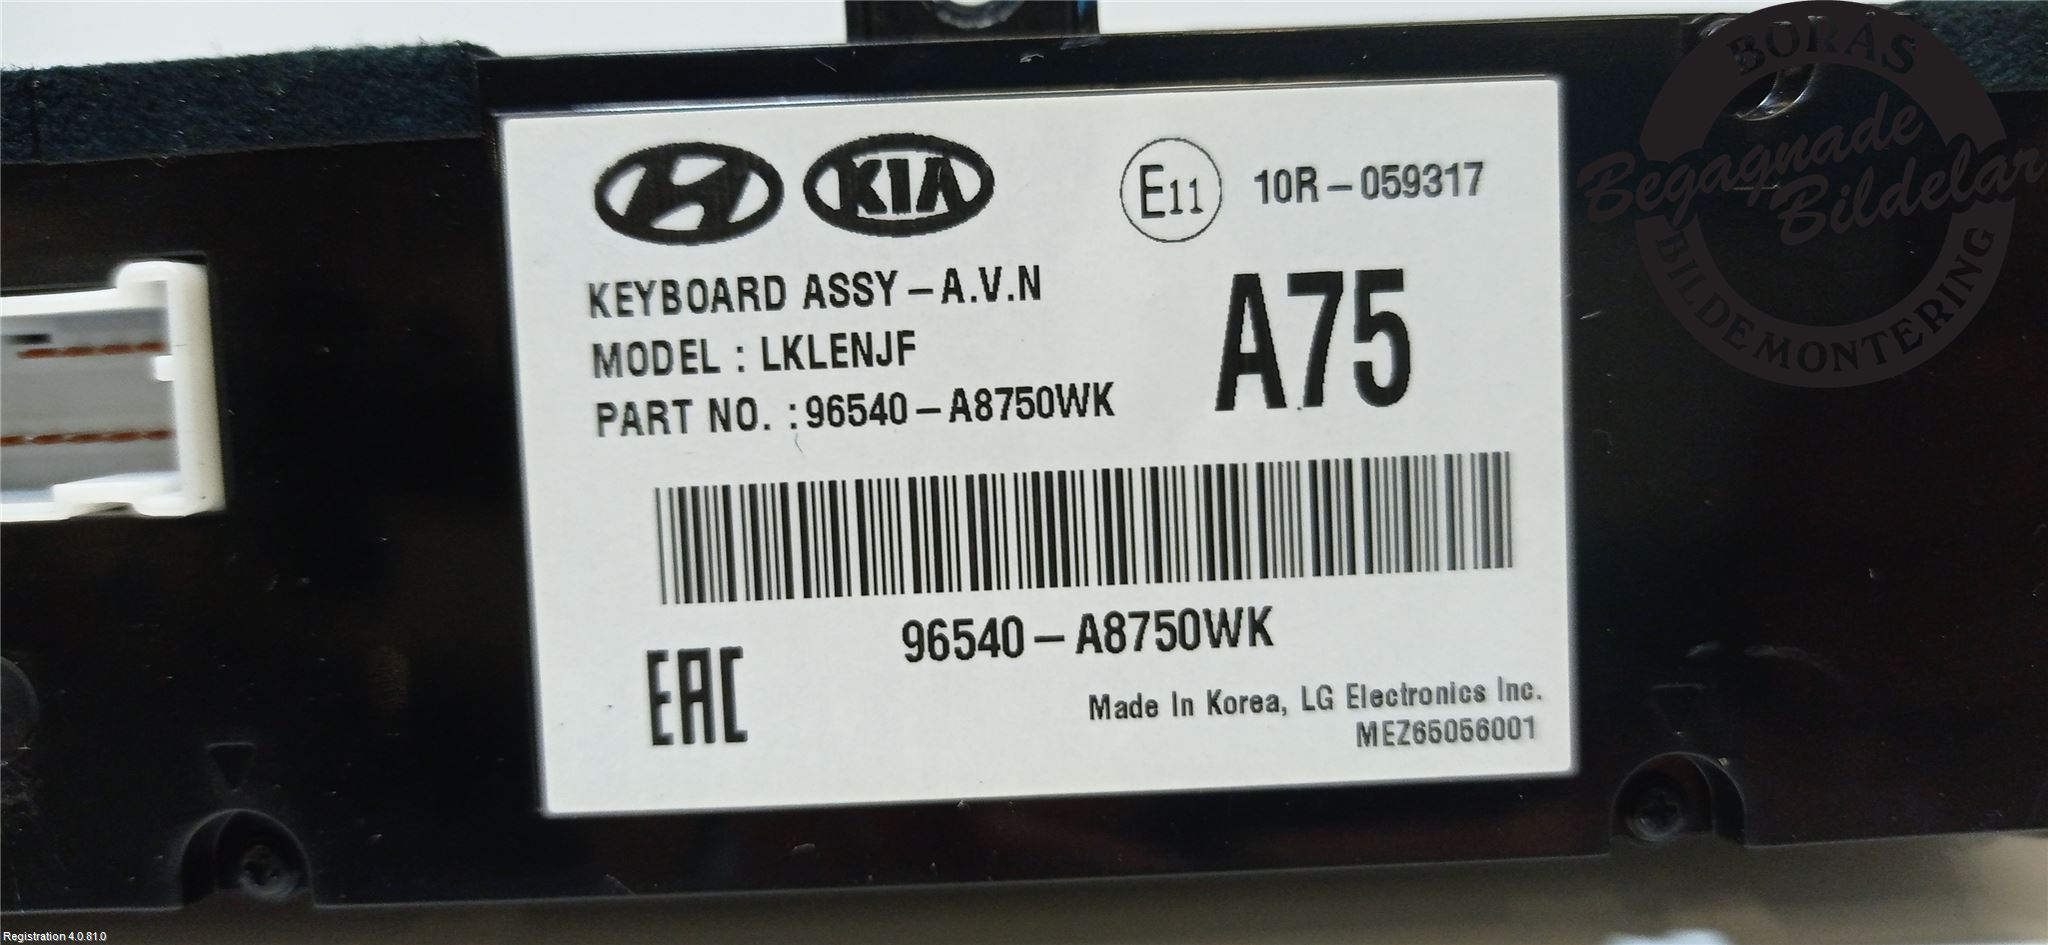 BORÅS
Begagnade
Bildelar
BILDEMONTERING
KIA
E11 10R-059317
KEYBOARD ASSY-A.V.N
MODEL : LKLENJF
PART NO. :96540-A8750WK
A75
96540-A8750WK
EAC
Made In Korea, LG Electronics Inc.
MEZ65056001
Registration 4.0.81.0